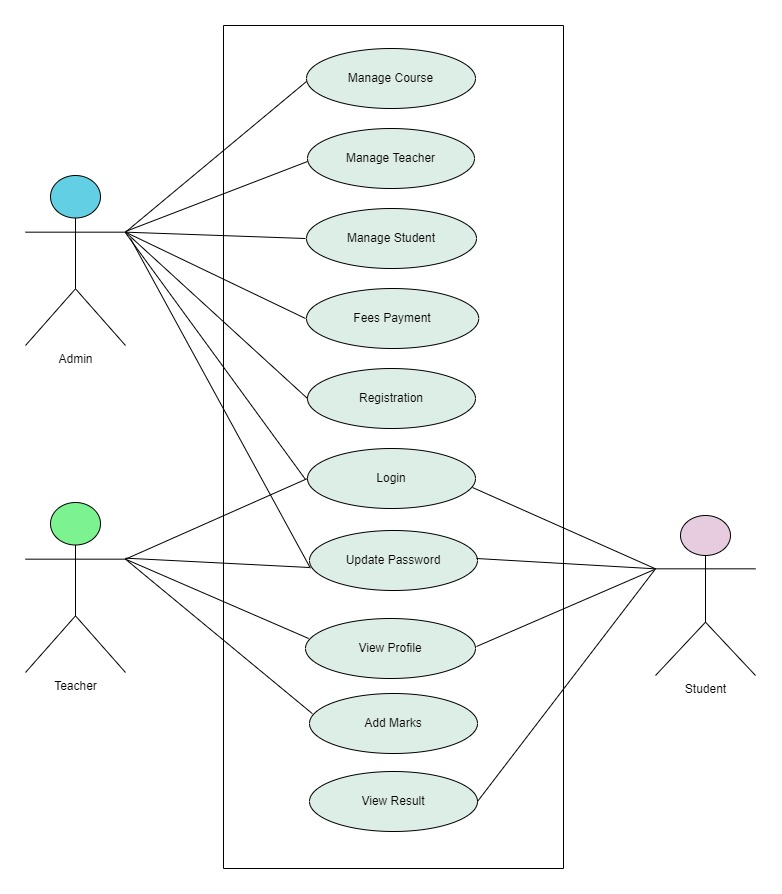 Manage Course
Manage Teacher
Manage Student
Fees Payment
Admin
Registration
Login
Update Password
View Profile
Teacher
Student
Add Marks
View Result